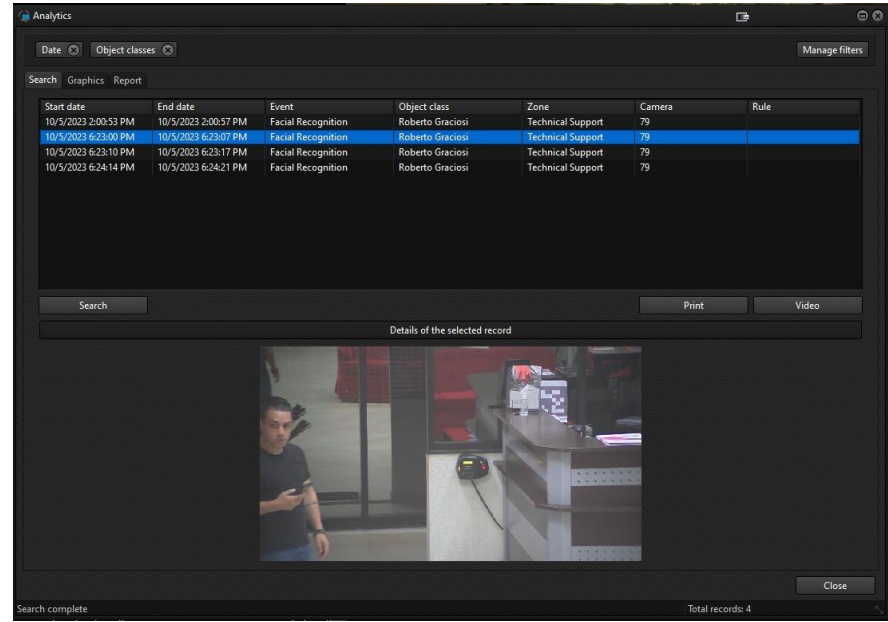 Analytics
Date Object classes Manage filters
Search Graphics Report
Start date End date Event Object class Zone Camera Rule
10/5/2023 2:00:53 PM 10/5/2023 2:00:57 PM Facial Recognition Roberto Graciosi Technical Support 79
10/5/2023 6:23:00 PM 10/5/2023 6:23:07 PM Facial Recognition Roberto Graciosi Technical Support 79
10/5/2023 6:23:10 PM 10/5/2023 6:23:17 PM Facial Recognition Roberto Graciosi Technical Support 79
10/5/2023 6:24:14 PM 10/5/2023 6:24:21 PM Facial Recognition Roberto Graciosi Technical Support 79
Search Print Video
Details of the selected record
Close
Search complete Total records: 4